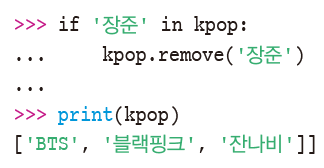 >>> if '장준' in kpop:
...     kpop.remove('장준')
...
>>> print(kpop)
['BTS', '블랙핑크', '잔나비']]